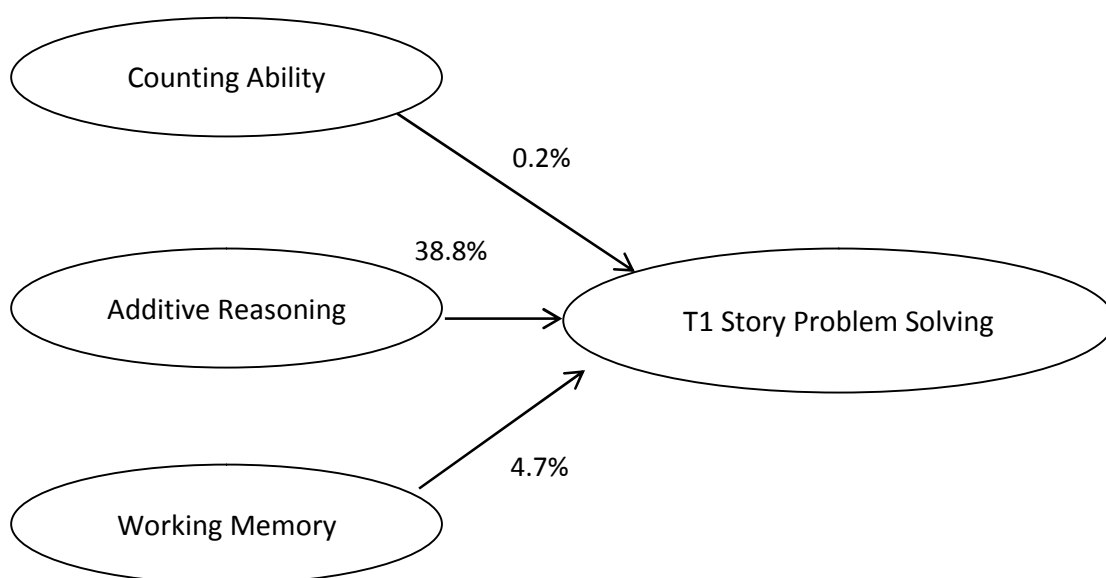 Counting Ability
0.2%
38.8%
Additive Reasoning
T1 Story Problem Solving
4.7%
Working Memory